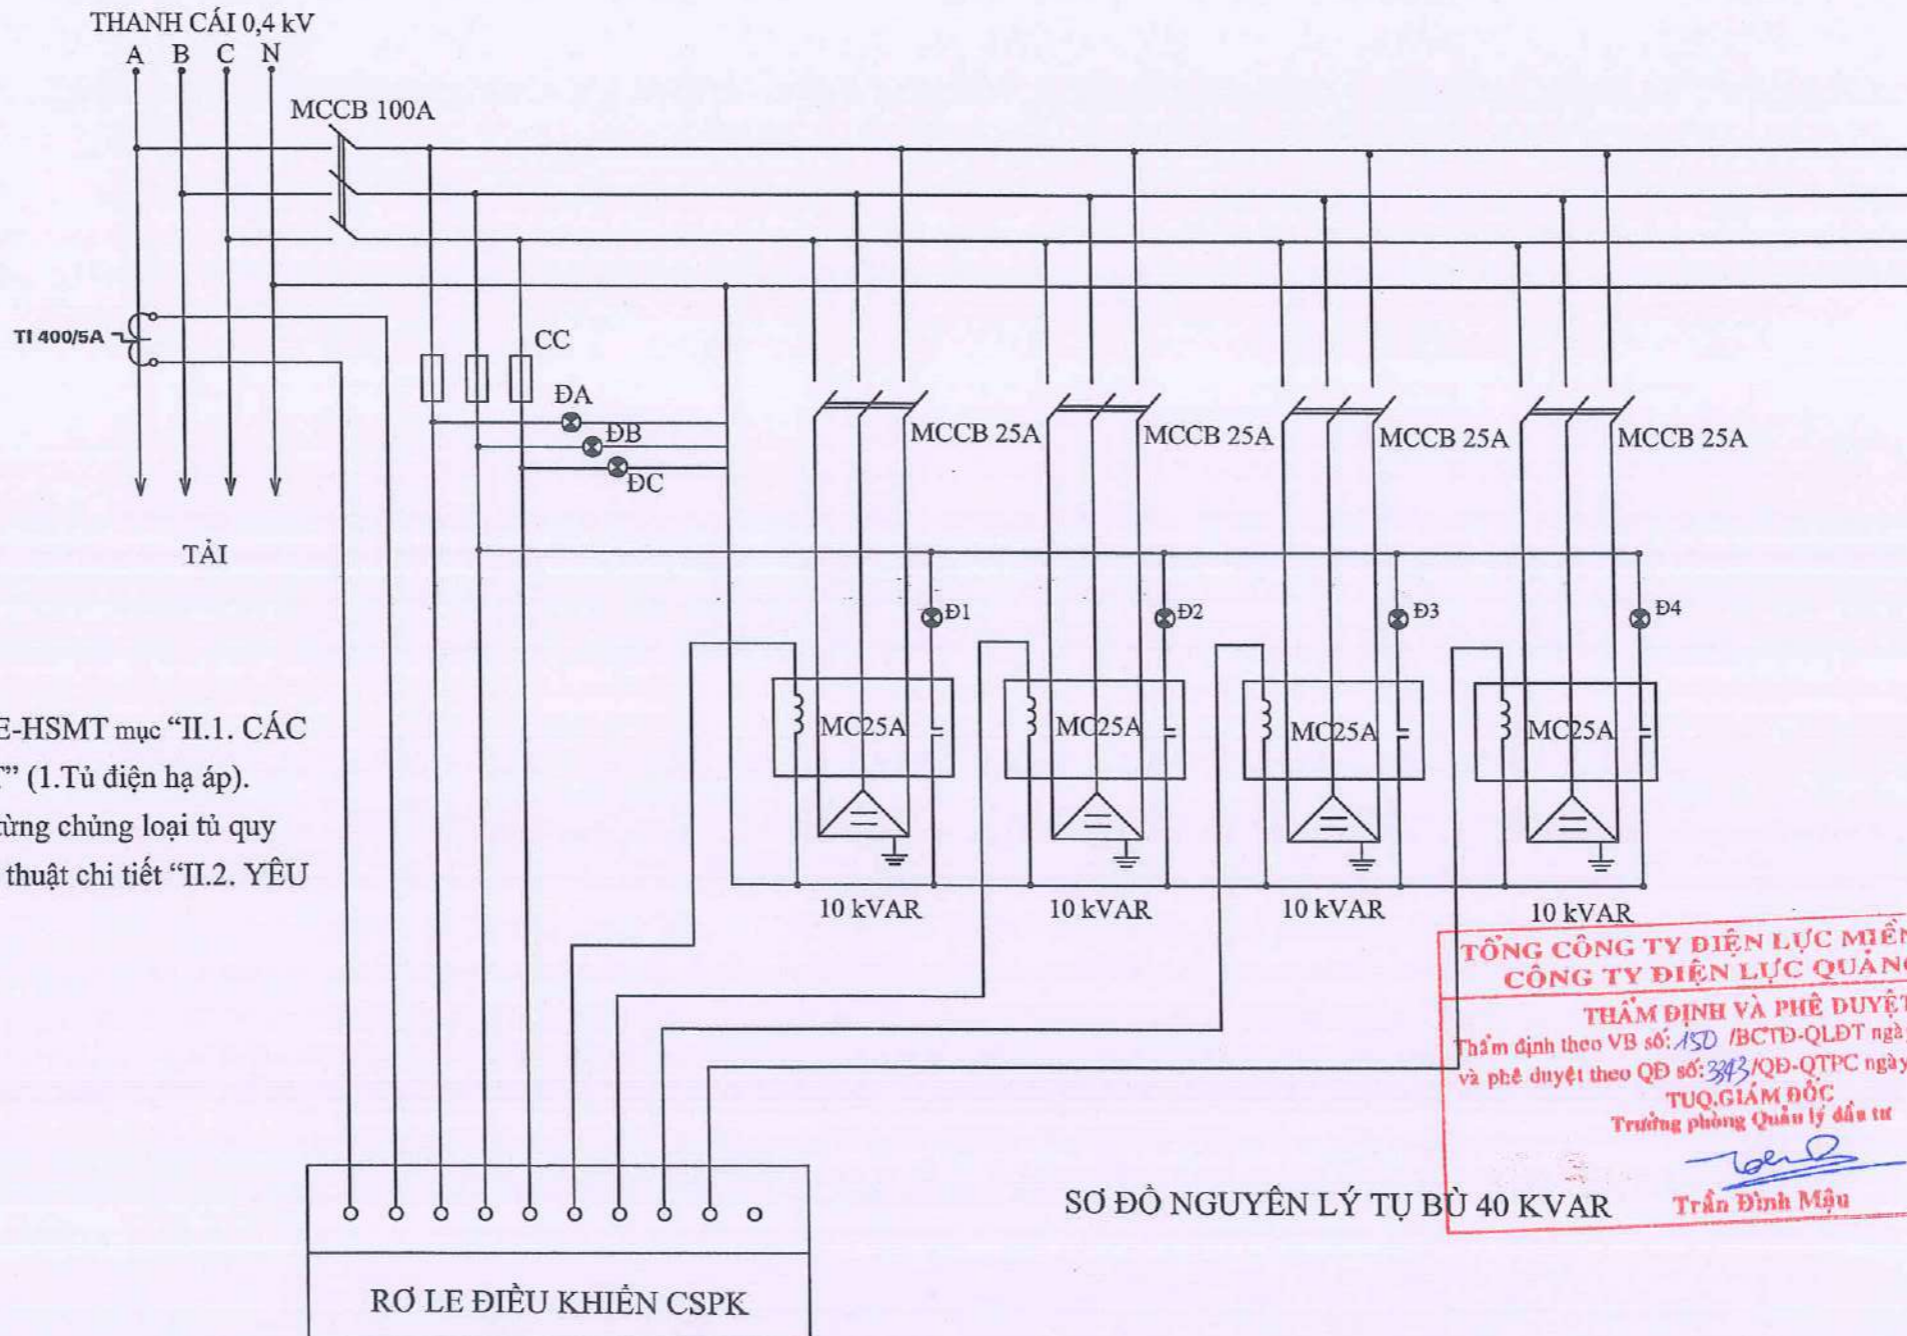 THANH CÁI 0,4 kV
A B C N
MCCB 100A
TI 400/5A
CC
ĐA
ĐB
ĐC
MCCB 25A MCCB 25A MCCB 25A MCCB 25A
TẢI
Đ1 Đ2 Đ3 Đ4
E-HSMT mục “II.1. CÁC
” (1.Tủ điện hạ áp).
từng chủng loại tủ quy
thuật chi tiết “II.2. YÊU
MC25A MC25A MC25A MC25A
10 kVAR 10 kVAR 10 kVAR 10 kVAR
TỔNG CÔNG TY ĐIỆN LỰC MIỀN
CÔNG TY ĐIỆN LỰC QUẢNG
THẨM ĐỊNH VÀ PHÊ DUYỆT
Thẩm định theo VB số: 150 /BCTĐ-QLĐT ngày
và phê duyệt theo QĐ số: 3343/QĐ-QTPC ngày
TUQ.GIÁM ĐỐC
Trưởng phòng Quản lý đầu tư
Trần Đình Mậu
SƠ ĐỒ NGUYÊN LÝ TỤ BÙ 40 KVAR
RƠ LE ĐIỀU KHIỂN CSPK